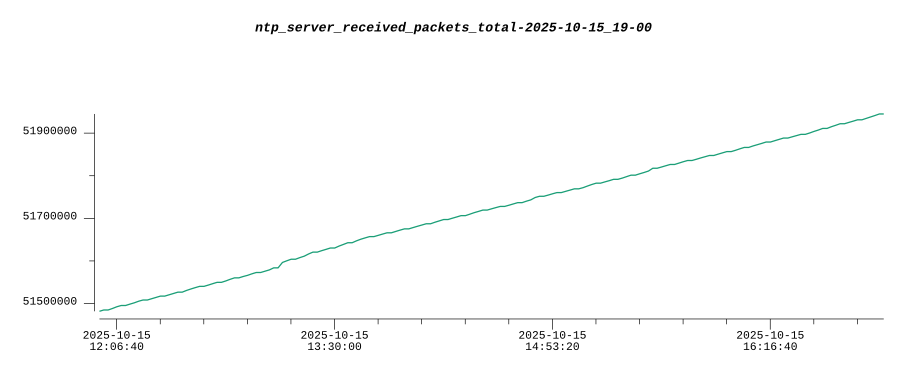 ntp_server_received_packets_total-2025-10-15_19-00
51900000
51700000
51500000
2025-10-15 2025-10-15 2025-10-15 2025-10-15
12:06:40 13:30:00 14:53:20 16:16:40